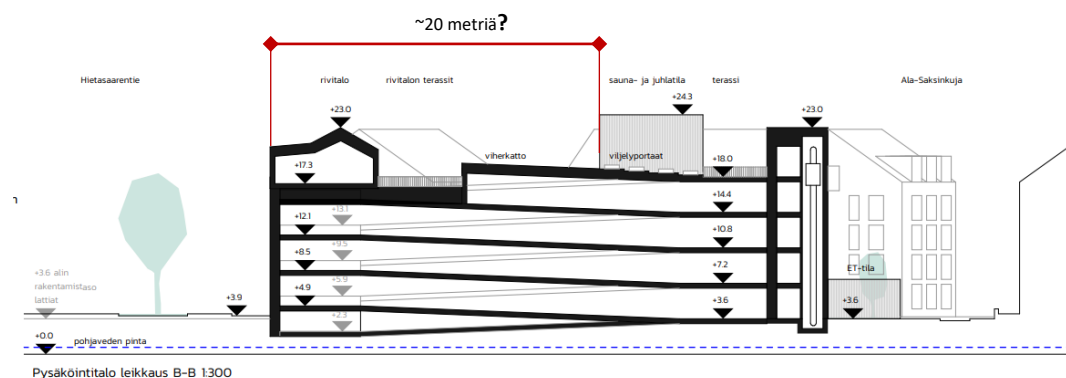 ~20 metriä?
Hietasaarentie
rivitalo
rivitalon terassit
sauna- ja juhlatila
terassi
Ala-Saksinkuja
+24.3
+23.0
+23.0
viherkatto
viljelyportaat
+17.3
+18.0
+14.4
+13.1
+12.1
+10.8
+9.5
+8.5
+7.2
ET-tila
+3.6 alin
rakentamistaso
lattiat
+5.9
+4.9
+3.9
+3.6
+3.6
+2.3
+0.0
pohjaveden pinta
Pysäköintitalo leikkaus B-B 1:300